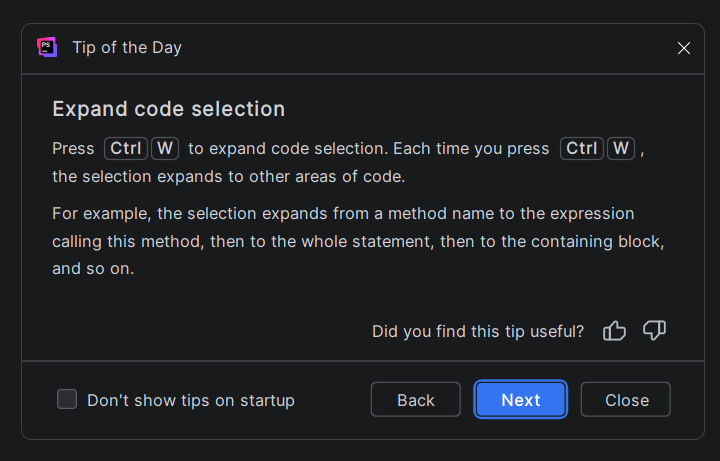 PS
Tip of the Day
Expand code selection
Press Ctrl W to expand code selection. Each time you press Ctrl W ,
the selection expands to other areas of code.
For example, the selection expands from a method name to the expression
calling this method, then to the whole statement, then to the containing block,
and so on.
Did you find this tip useful?
Don't show tips on startup
Back
Next
Close